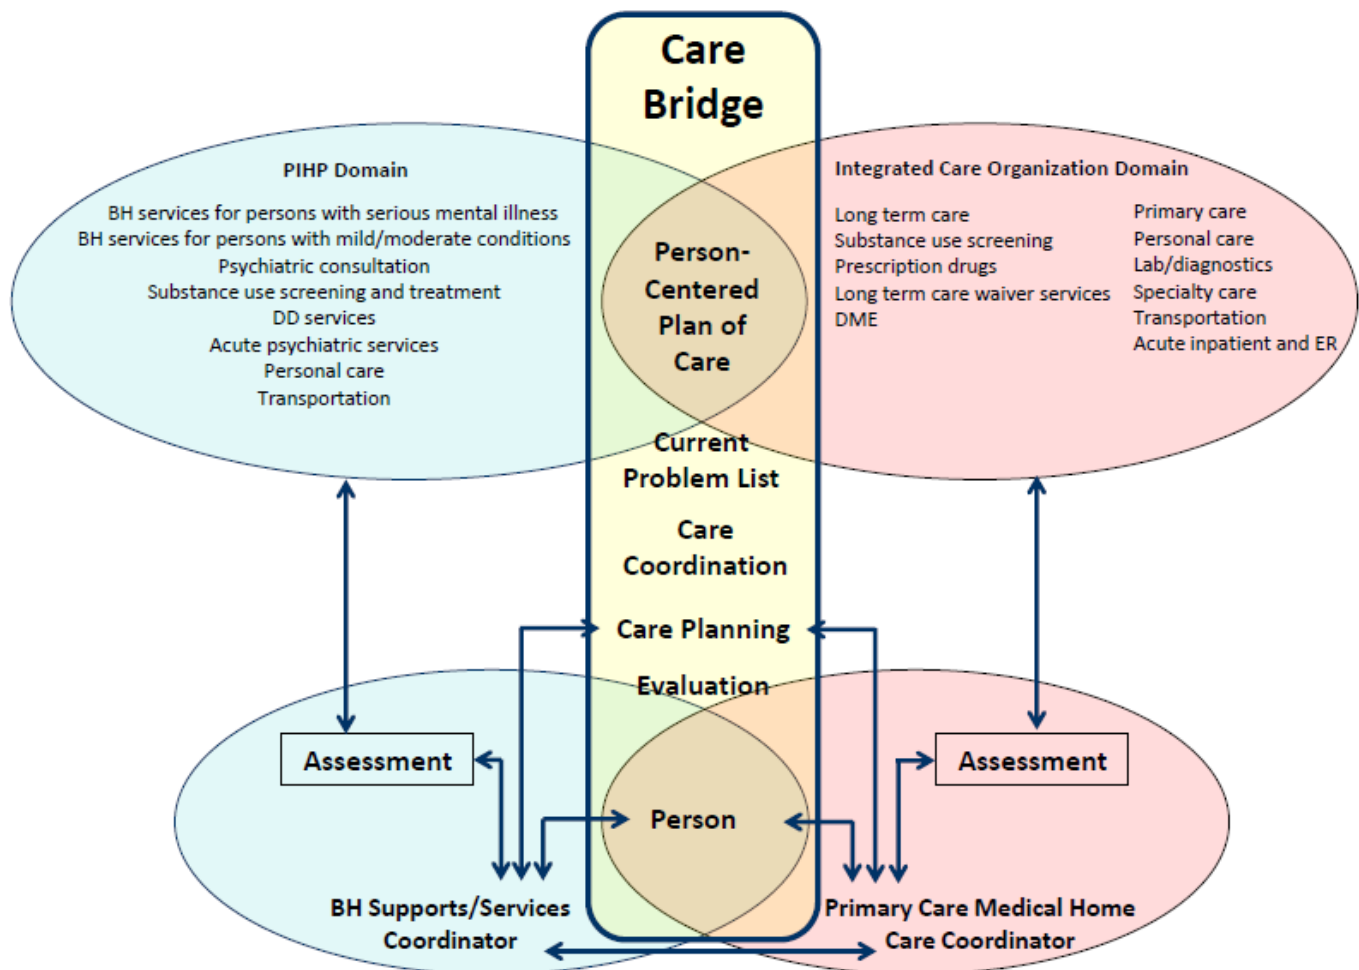 Care
Bridge
PIHP Domain
BH services for persons with serious mental illness
BH services for persons with mild/moderate conditions
Psychiatric consultation
Substance use screening and treatment
DD services
Acute psychiatric services
Personal care
Transportation
Person-
Centered
Plan of
Care
Integrated Care Organization Domain
Long term care
Substance use screening
Prescription drugs
Long term care waiver services
DME
Primary care
Personal care
Lab/diagnostics
Specialty care
Transportation
Acute inpatient and ER
Current
Problem List
Care
Coordination
Care Planning
Evaluation
Assessment
Assessment
Person
BH Supports/Services
Coordinator
Primary Care Medical Home
Care Coordinator